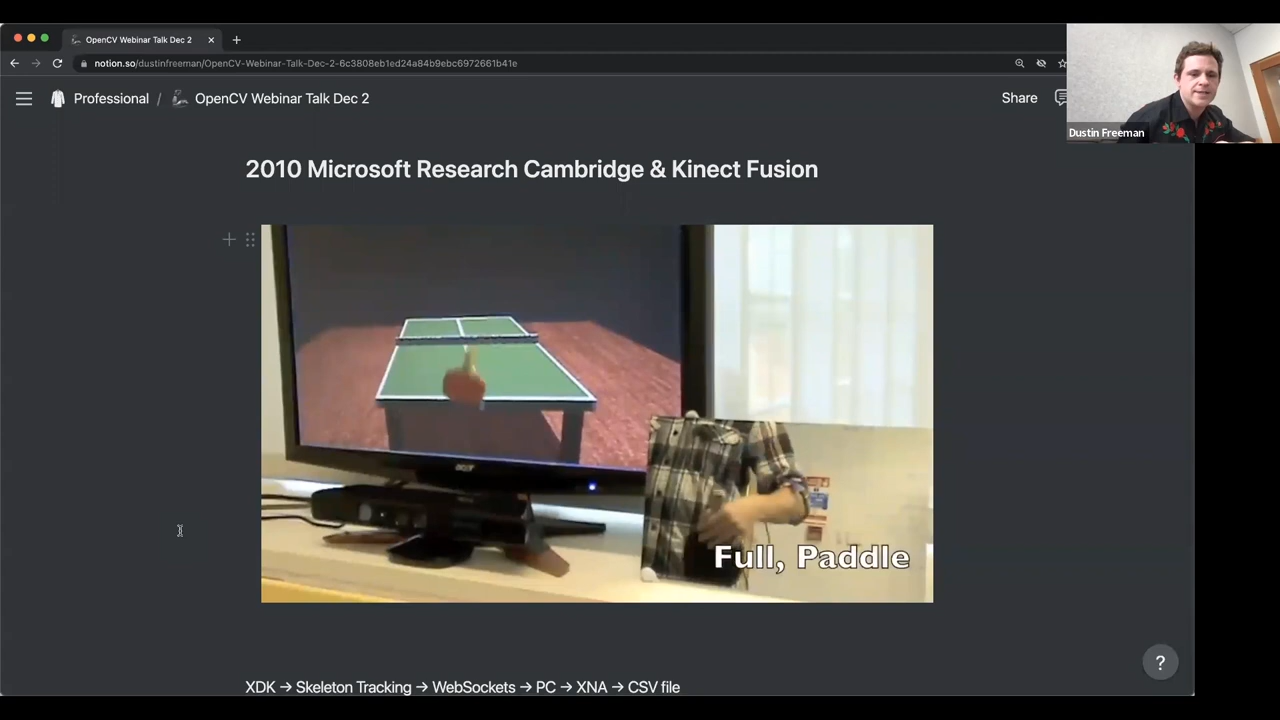 OpenCV Webinar Talk Dec 2
notion.so/dustinfreeman/OpenCV-Webinar-Talk-Dec-2-6c3808eb1ed24a84b9ebc6972661b41e
Professional / OpenCV Webinar Talk Dec 2
Share
Dustin Freeman
2010 Microsoft Research Cambridge & Kinect Fusion
acer
Full, Paddle
?
XDK → Skeleton Tracking → WebSockets → PC → XNA → CSV file